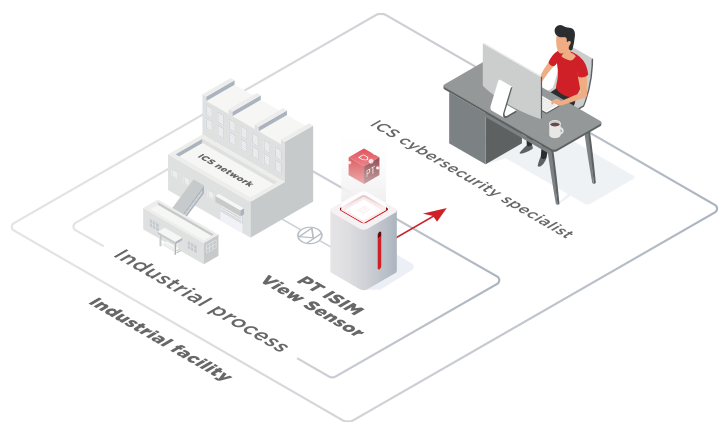 ICS cybersecurity specialist
ICS network
PT
PT ISIM
View Sensor
Industrial process
Industrial facility